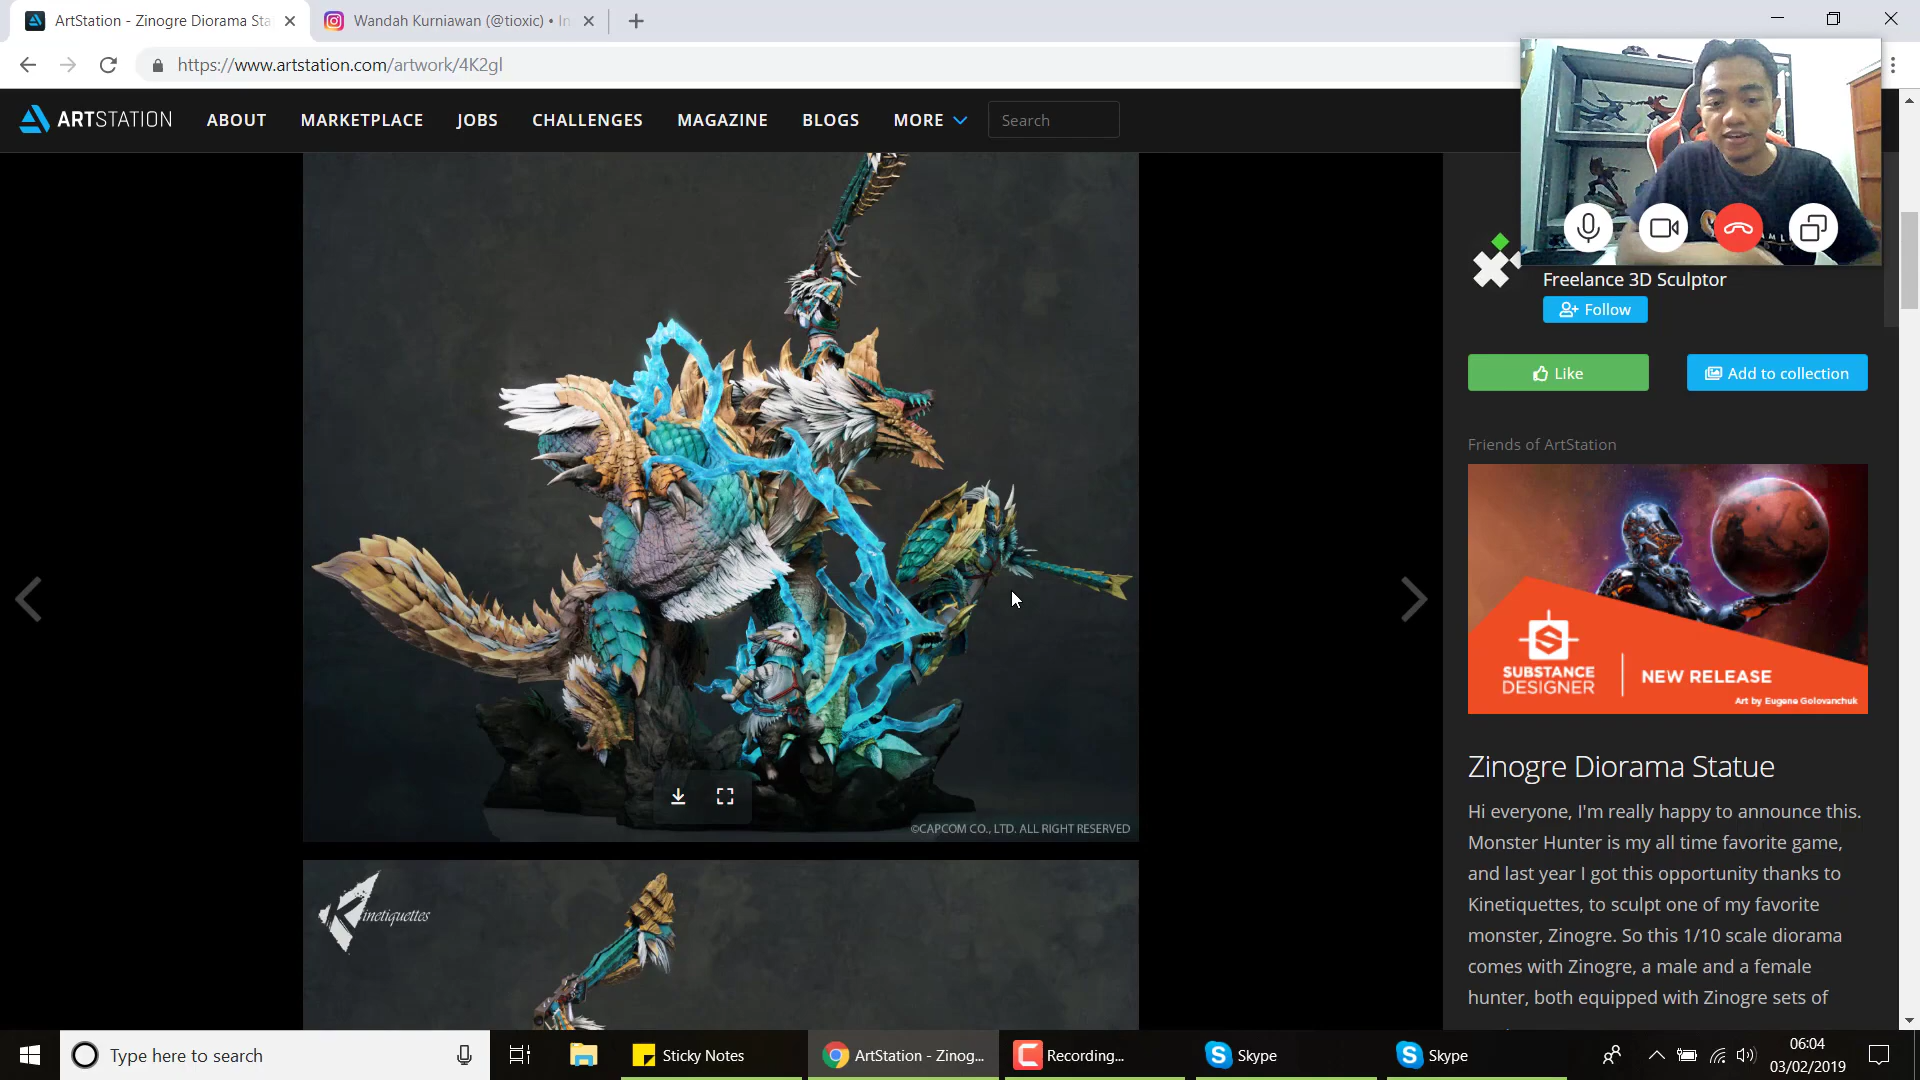 ArtStation - Zinogre Diorama Sta
Wandah Kurniawan (@tioxic) • In
https://www.artstation.com/artwork/4K2gl
ARTSTATION
ABOUT
MARKETPLACE
JOBS
CHALLENGES
MAGAZINE
BLOGS
MORE
Search
Freelance 3D Sculptor
Follow
Like
Add to collection
Friends of ArtStation
SUBSTANCE
DESIGNER
NEW RELEASE
Art by Eugene Golovanchuk
©CAPCOM CO., LTD. ALL RIGHT RESERVED
Kinetiquettes
Zinogre Diorama Statue
Hi everyone, I'm really happy to announce this.
Monster Hunter is my all time favorite game,
and last year I got this opportunity thanks to
Kinetiquettes, to sculpt one of my favorite
monster, Zinogre. So this 1/10 scale diorama
comes with Zinogre, a male and a female
hunter, both equipped with Zinogre sets of
Type here to search
Sticky Notes
ArtStation - Zinog...
Recording...
Skype
Skype
06:04
03/02/2019